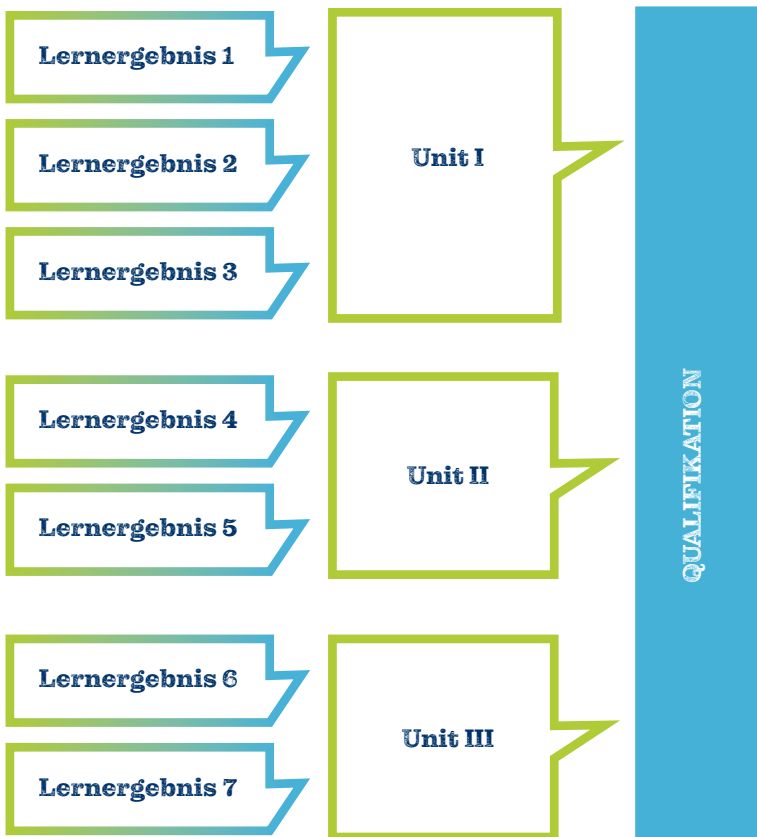 Lernergebnis 1
Lernergebnis 2
Lernergebnis 3
Unit I
Lernergebnis 4
Lernergebnis 5
Unit II
Lernergebnis 6
Lernergebnis 7
Unit III
QUALIFIKATION